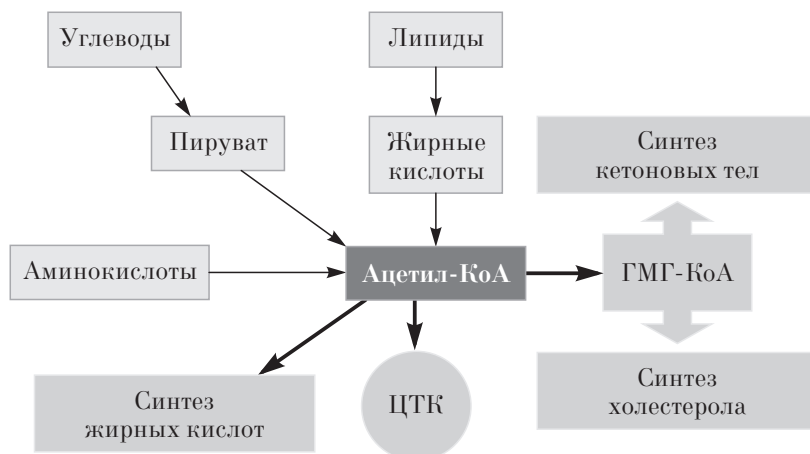 Углеводы
Липиды
Пируват
Жирные
кислоты
Синтез
кетоновых тел
Аминокислоты
Ацетил-КоА
ГМГ-КоА
Синтез
жирных кислот
ЦТК
Синтез
холестерола